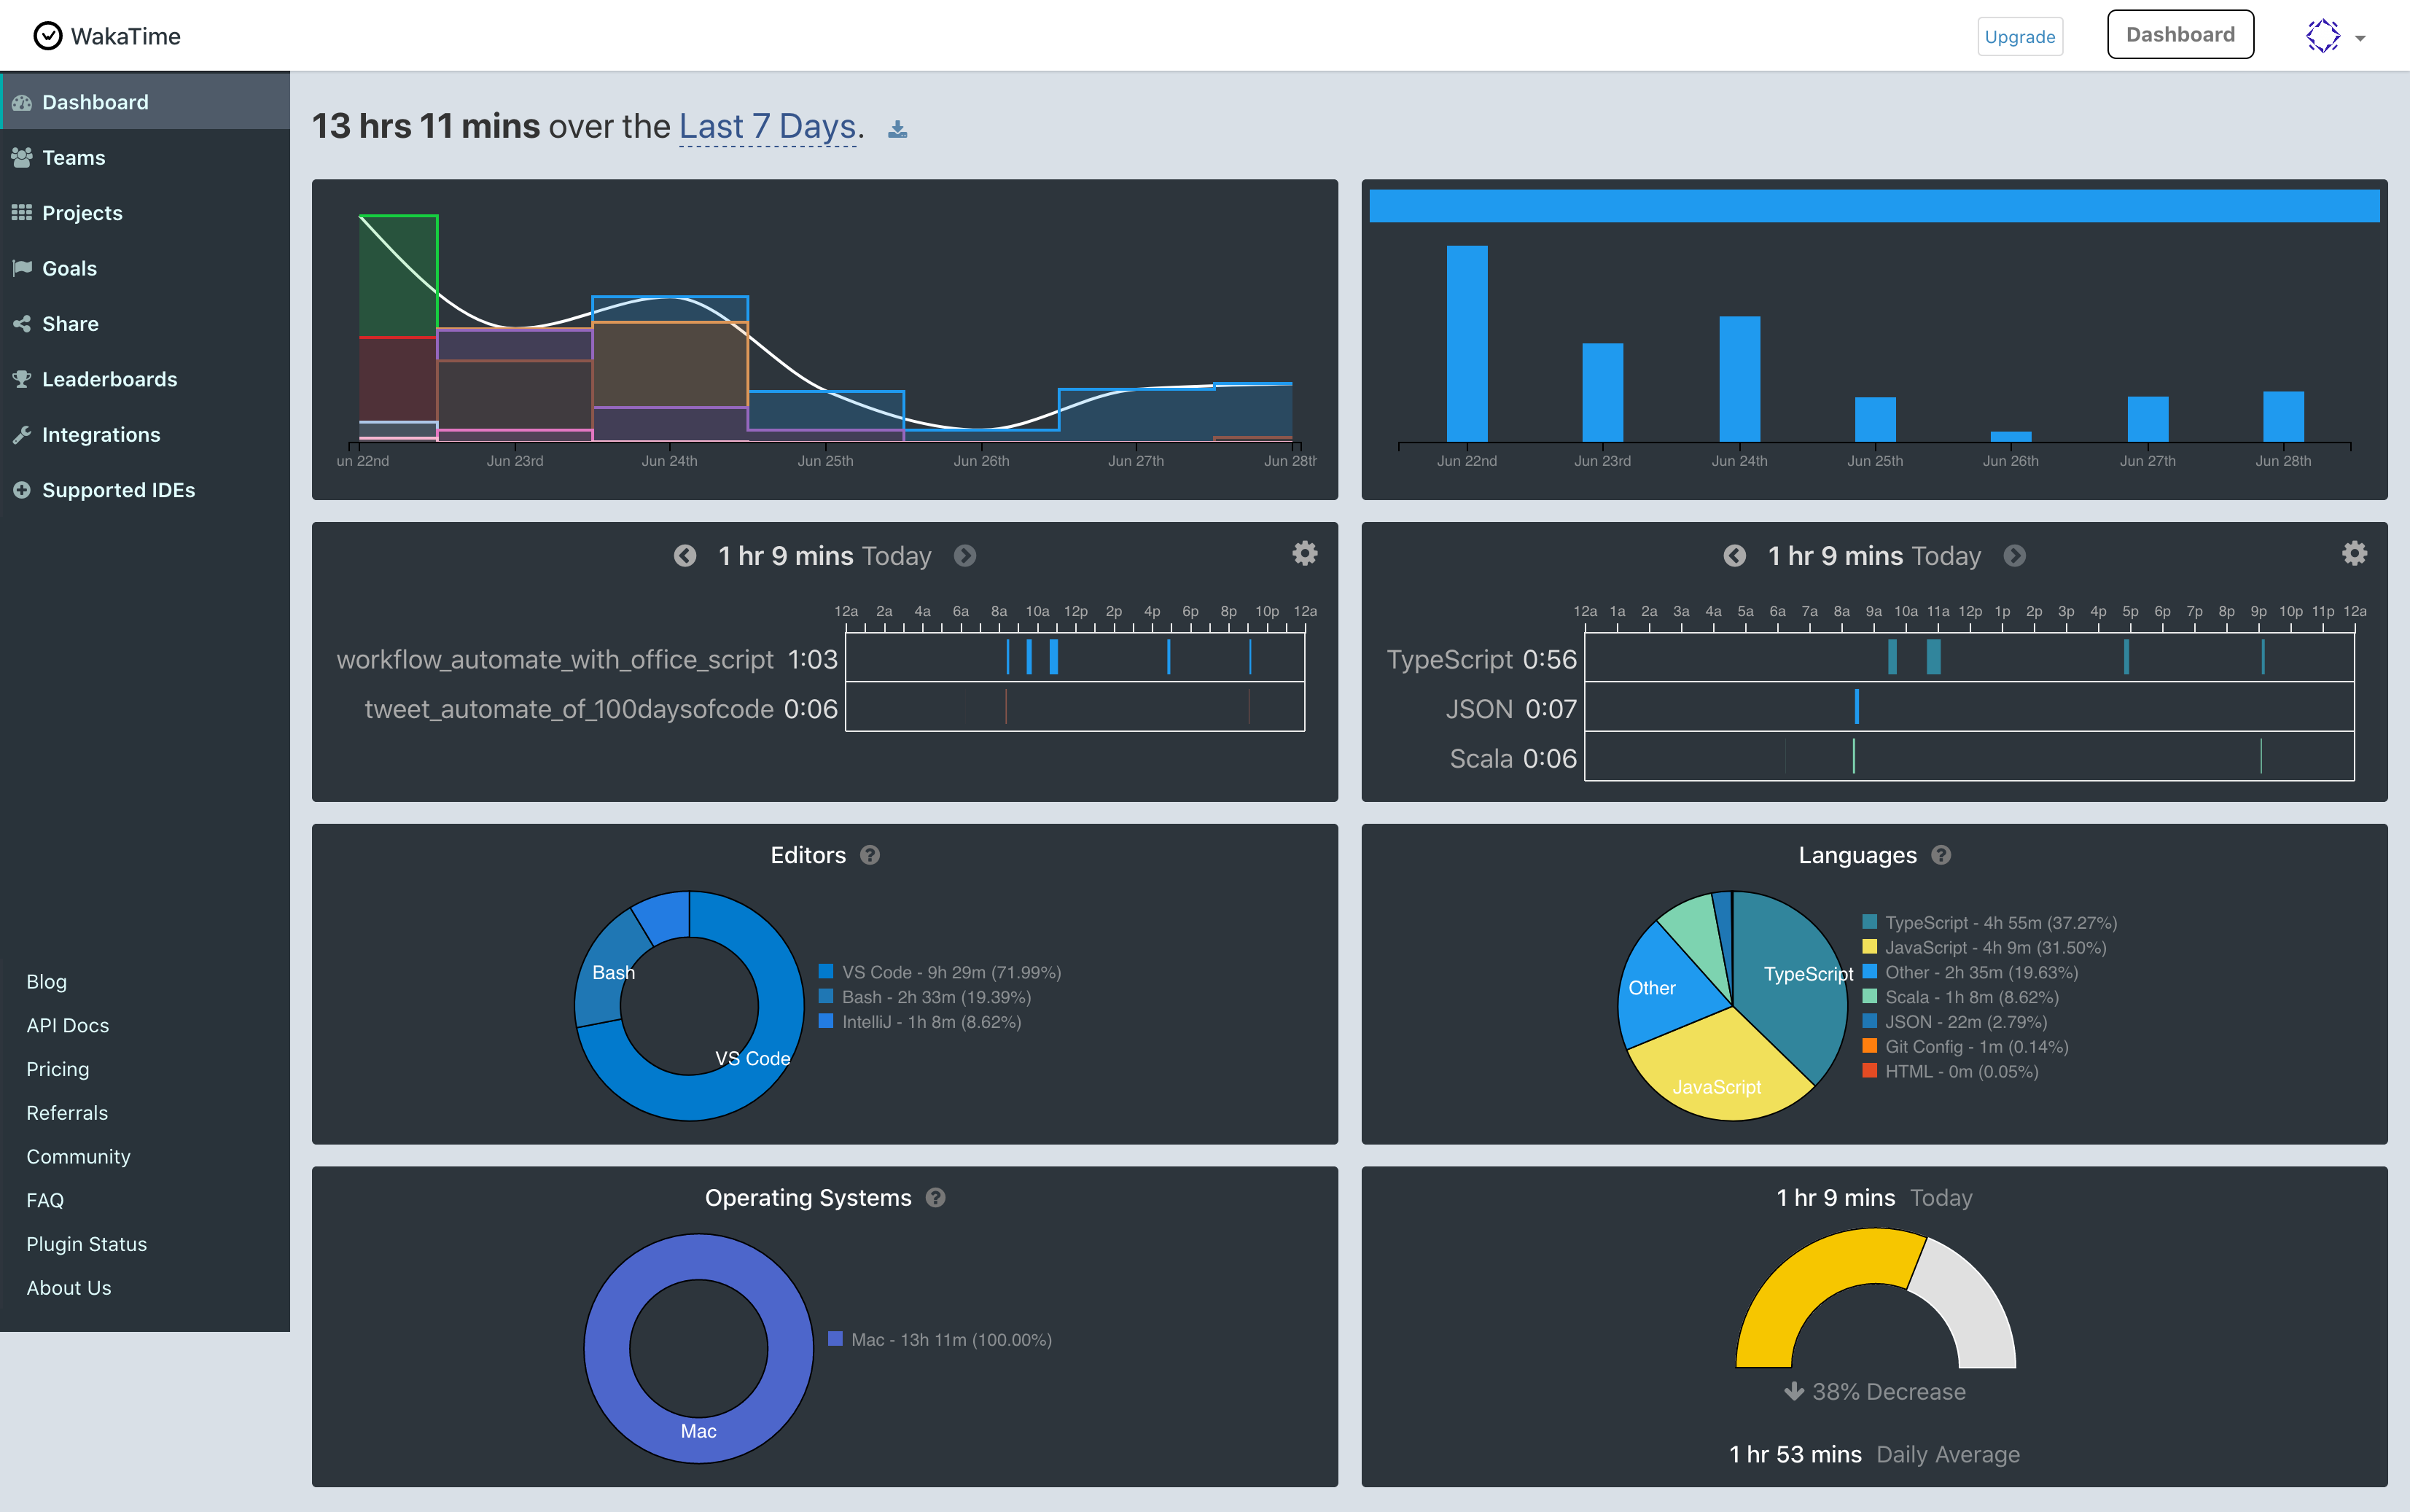 WakaTime
Upgrade
Dashboard
Dashboard
Teams
Projects
Goals
Share
Leaderboards
Integrations
Supported IDEs
Blog
API Docs
Pricing
Referrals
Community
FAQ
Plugin Status
About Us
13 hrs 11 mins over the Last 7 Days.
un 22nd Jun 23rd Jun 24th Jun 25th Jun 26th Jun 27th Jun 28th
Jun 22nd Jun 23rd Jun 24th Jun 25th Jun 26th Jun 27th Jun 28th
1 hr 9 mins Today
12a 2a 4a 6a 8a 10a 12p 2p 4p 6p 8p 10p 12a
workflow_automate_with_office_script 1:03
tweet_automate_of_100daysofcode 0:06
1 hr 9 mins Today
12a 1a 2a 3a 4a 5a 6a 7a 8a 9a 10a 11a 12p 1p 2p 3p 4p 5p 6p 7p 8p 9p 10p 11p 12a
TypeScript 0:56
JSON 0:07
Scala 0:06
Editors ?
Bash
VS Code
VS Code - 9h 29m (71.99%)
Bash - 2h 33m (19.39%)
IntelliJ - 1h 8m (8.62%)
Languages ?
TypeScript
Other
JavaScript
TypeScript - 4h 55m (37.27%)
JavaScript - 4h 9m (31.50%)
Other - 2h 35m (19.63%)
Scala - 1h 8m (8.62%)
JSON - 22m (2.79%)
Git Config - 1m (0.14%)
HTML - 0m (0.05%)
Operating Systems ?
Mac
Mac - 13h 11m (100.00%)
1 hr 9 mins Today
38% Decrease
1 hr 53 mins Daily Average